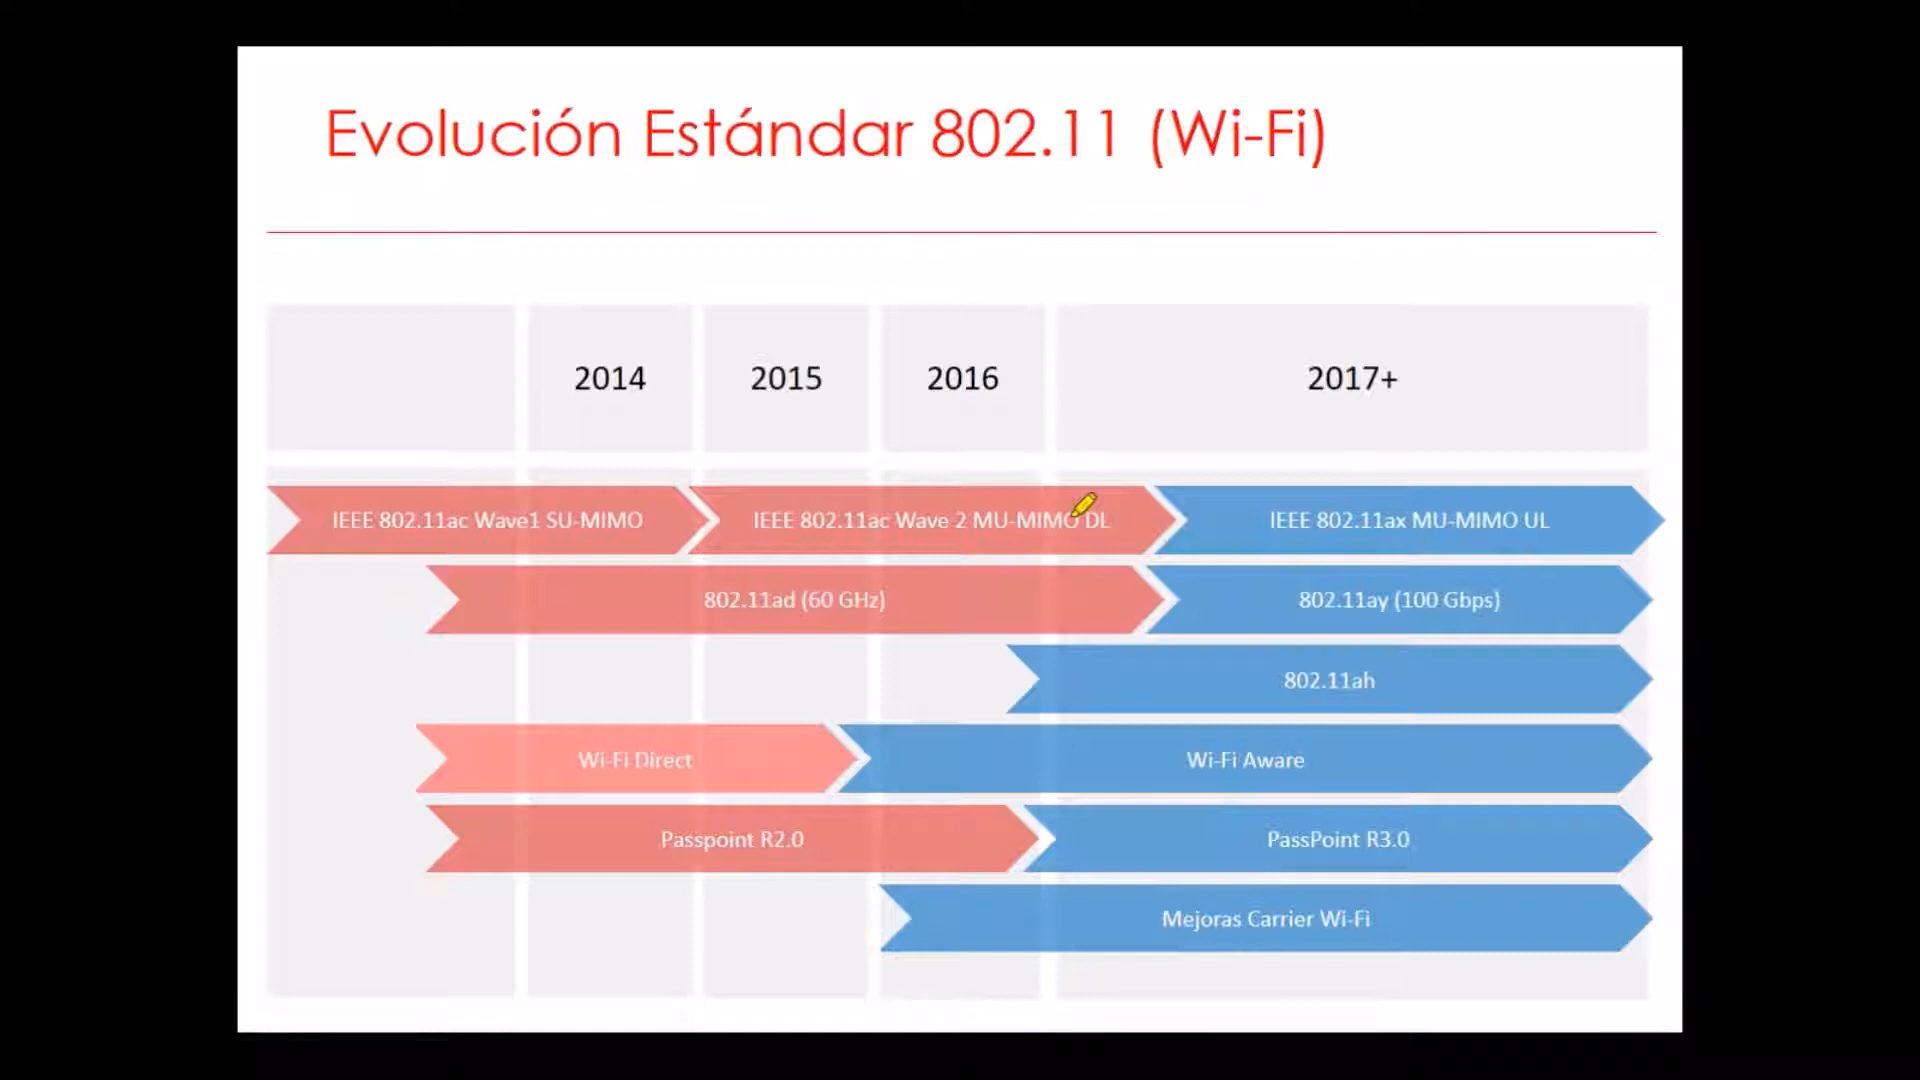 Evolución Estándar 802.11 (Wi-Fi)
2014 2015 2016 2017+
IEEE 802.11ac Wave1 SU-MIMO IEEE 802.11ac Wave 2 MU-MIMO DL IEEE 802.11ax MU-MIMO UL
802.11ad (60 GHz) 802.11ay (100 Gbps)
802.11ah
Wi-Fi Direct Wi-Fi Aware
Passpoint R2.0 PassPoint R3.0
Mejoras Carrier Wi-Fi